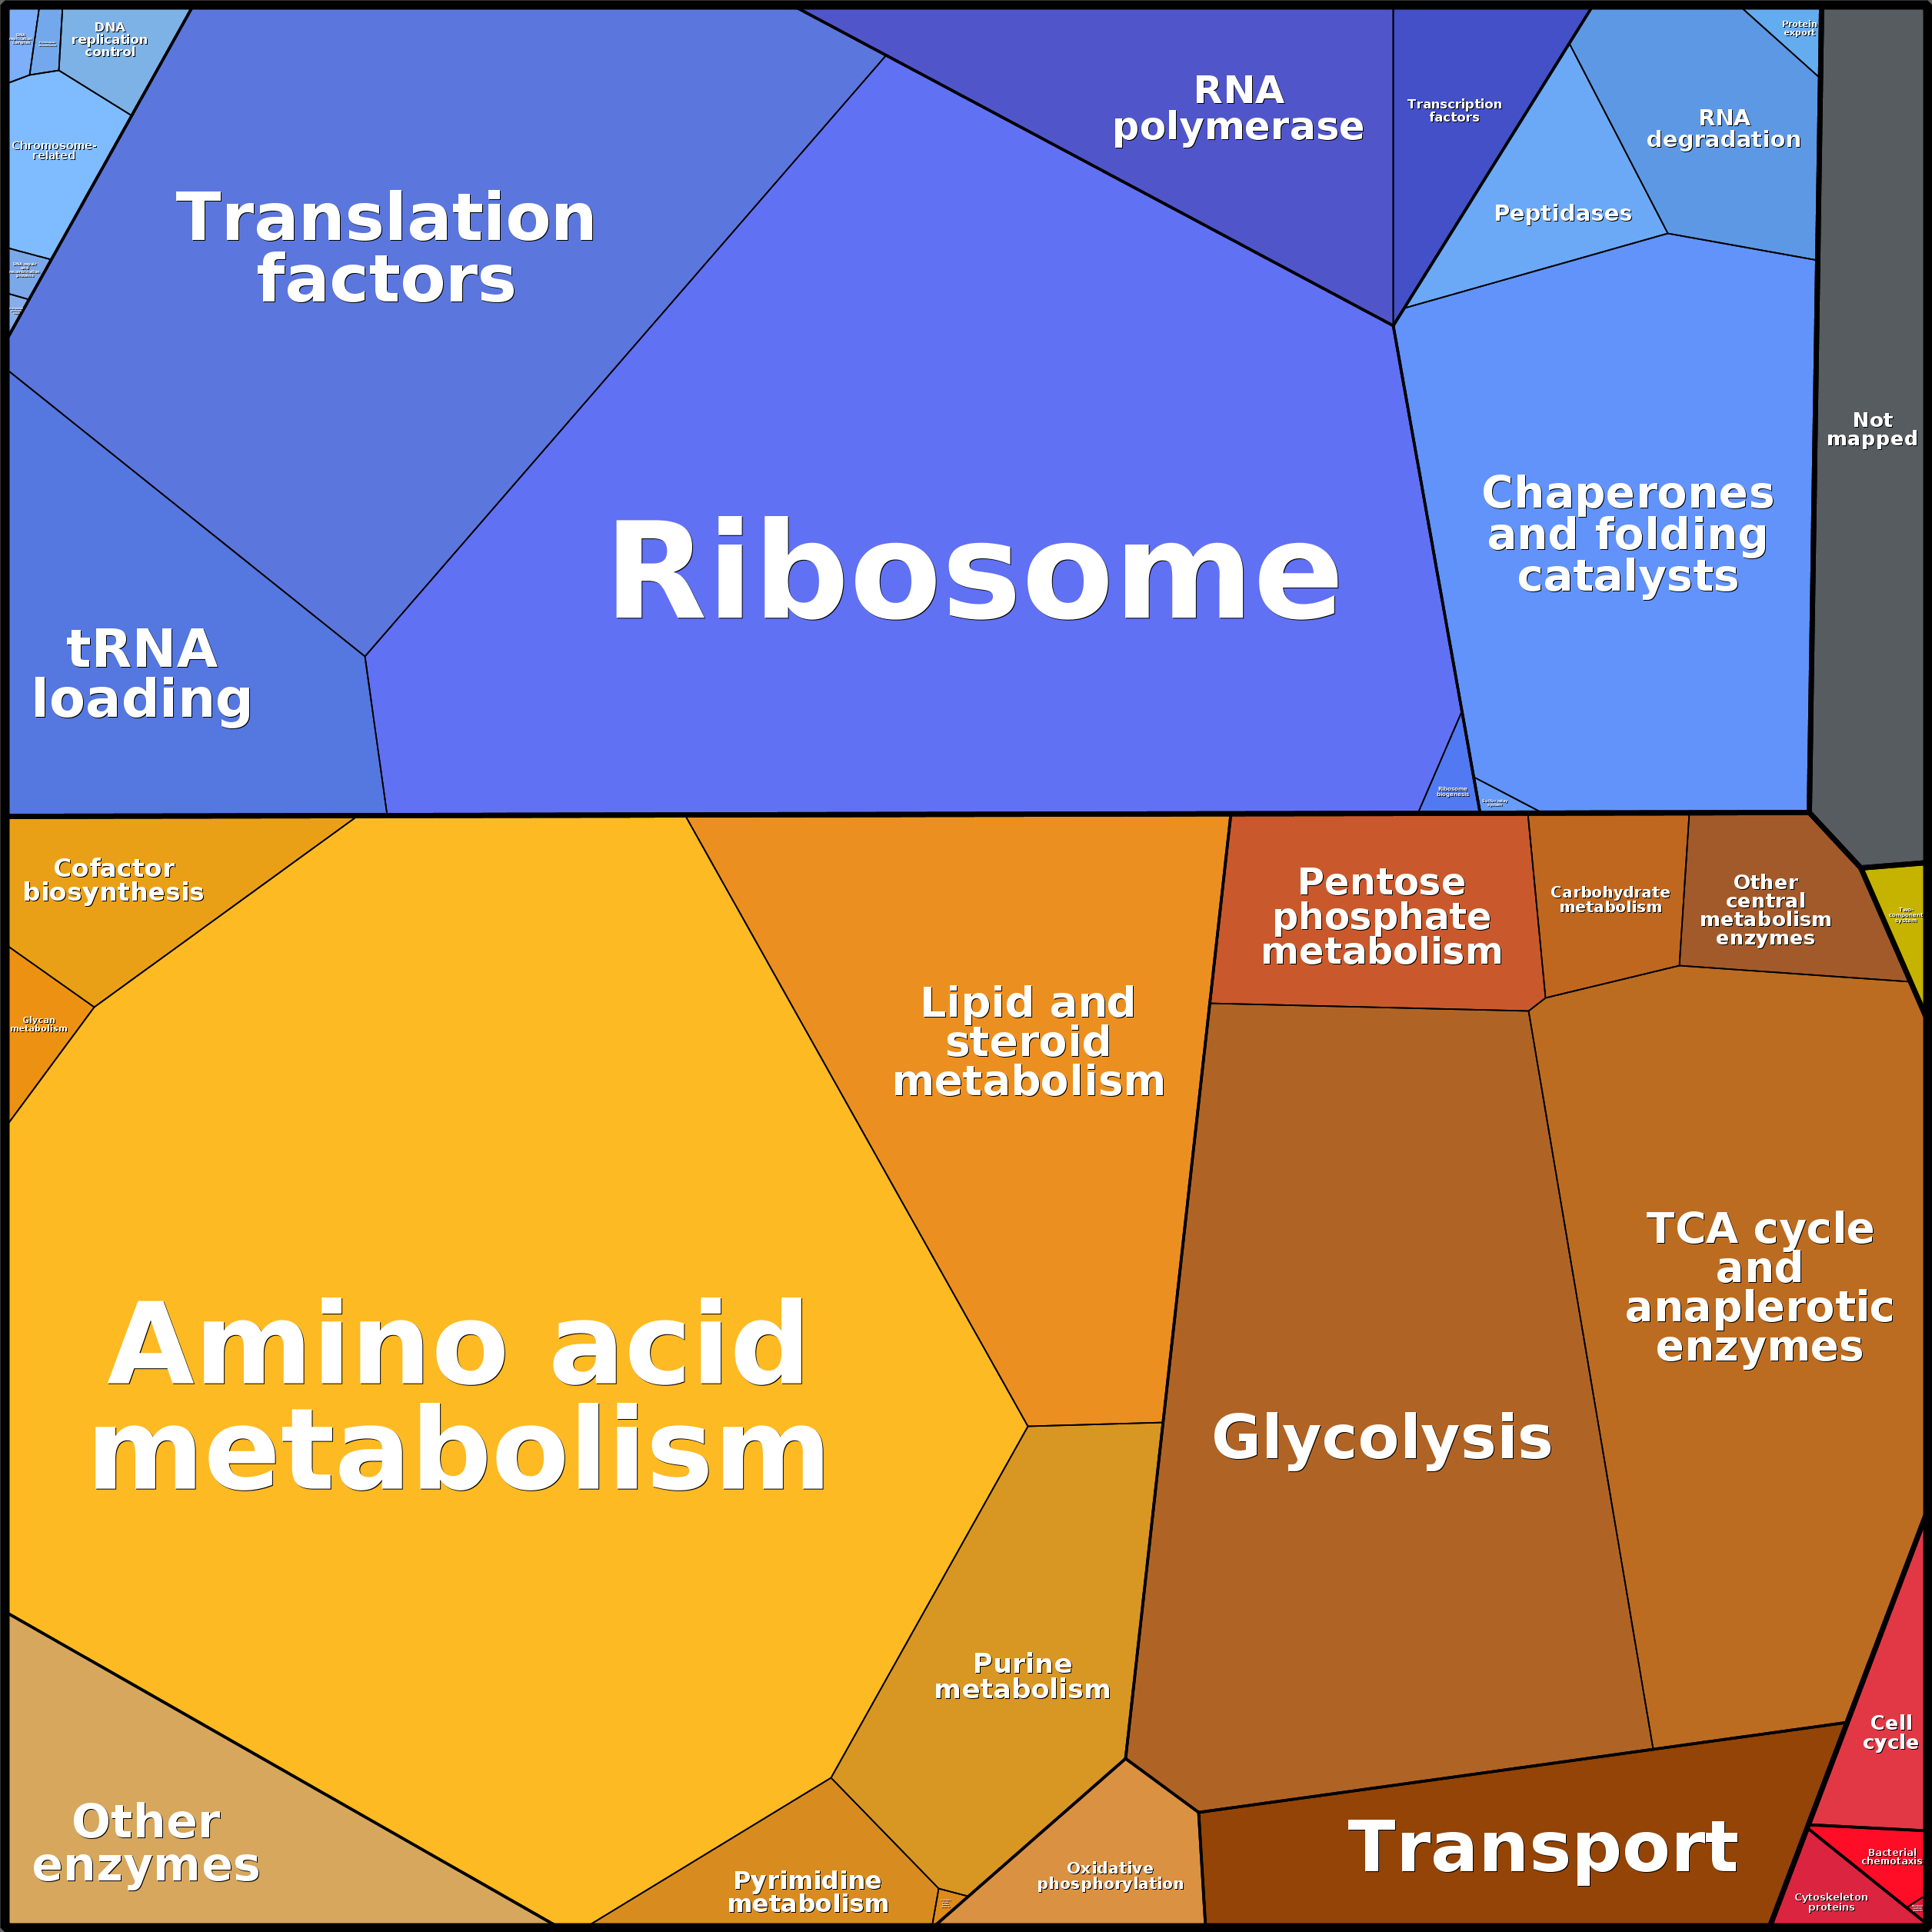 DNA
replication
control
Chromosome-
related
Translation
factors
tRNA
loading
Ribosome
RNA
polymerase
Transcription
factors
Protein
export
RNA
degradation
Peptidases
Chaperones
and folding
catalysts
Not
mapped
Ribosome
biogenesis
Cofactor
biosynthesis
Glycan
metabolism
Amino acid
metabolism
Lipid and
steroid
metabolism
Pentose
phosphate
metabolism
Carbohydrate
metabolism
Other
central
metabolism
enzymes
Two-
component
system
Glycolysis
TCA cycle
and
anaplerotic
enzymes
Purine
metabolism
Other
enzymes
Pyrimidine
metabolism
Oxidative
phosphorylation
Transport
Cell
cycle
Bacterial
chemotaxis
Cytoskeleton
proteins